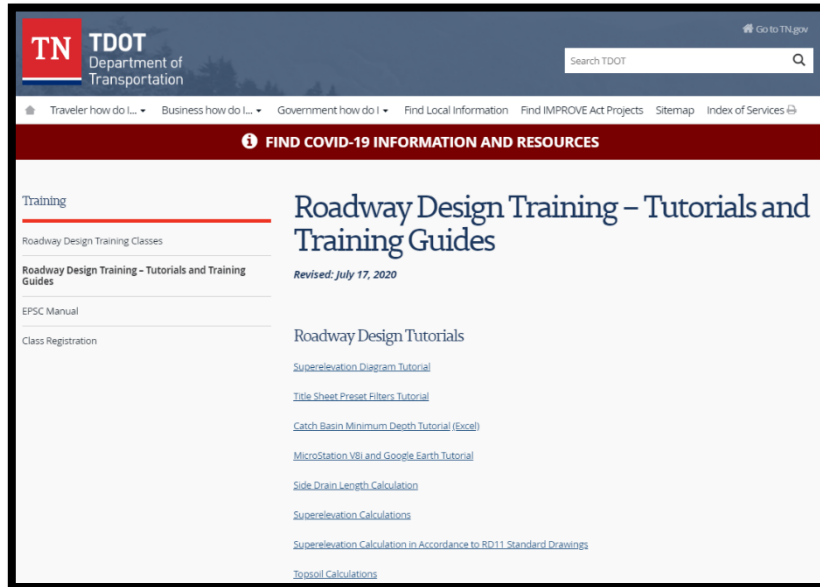 Go to TN.gov
TN
TDOT
Department of
Transportation
Search TDOT
Traveler how do I... Business how do I... Government how do I Find Local Information Find IMPROVE Act Projects Sitemap Index of Services
FIND COVID-19 INFORMATION AND RESOURCES
Training
Roadway Design Training Classes
Roadway Design Training – Tutorials and Training
Guides
EPSC Manual
Class Registration
Roadway Design Training – Tutorials and
Training Guides
Revised: July 17, 2020
Roadway Design Tutorials
Superelevation Diagram Tutorial
Title Sheet Preset Filters Tutorial
Catch Basin Minimum Depth Tutorial (Excel)
MicroStation V8i and Google Earth Tutorial
Side Drain Length Calculation
Superelevation Calculations
Superelevation Calculation in Accordance to RD11 Standard Drawings
Topsoil Calculations